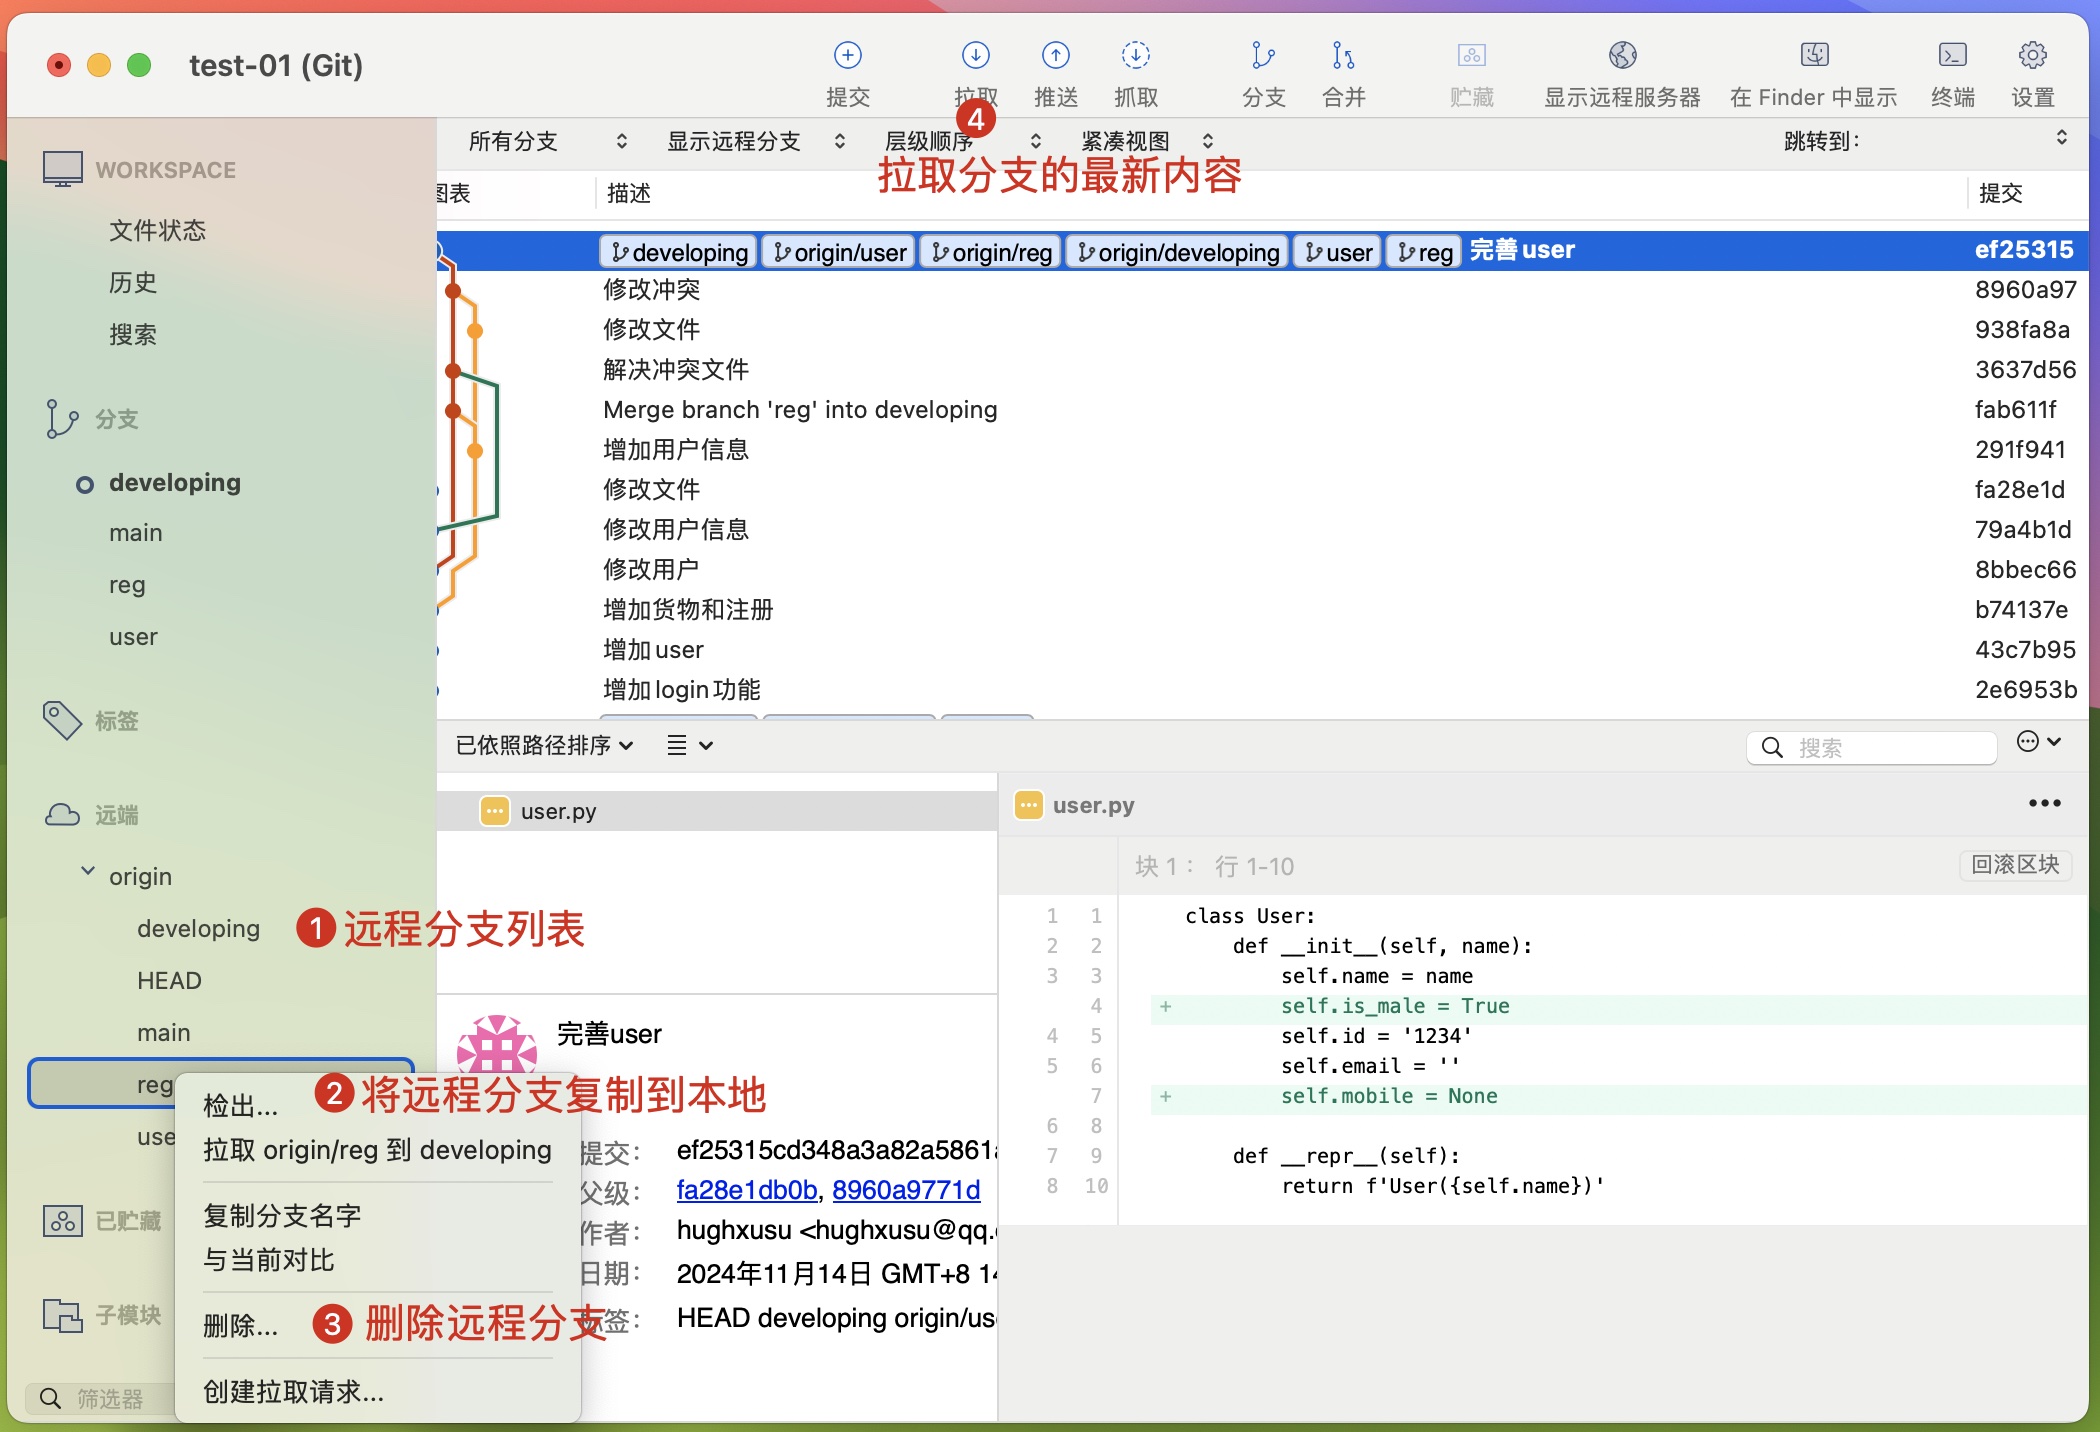 test-01 (Git)
提交
拉取
推送
抓取
分支
合并
贮藏
显示远程服务器
在 Finder 中显示
终端
设置
WORKSPACE
文件状态
历史
搜索
分支
developing
main
reg
user
标签
远端
origin
developing
HEAD
main
reg
已贮藏
子模块
筛选器
所有分支
显示远程分支
层级顺序
紧凑视图
跳转到：
4
拉取分支的最新内容
图表
描述
提交
developing origin/user origin/reg origin/developing user reg 完善user ef25315
修改冲突 8960a97
修改文件 938fa8a
解决冲突文件 3637d56
Merge branch 'reg' into developing fab611f
增加用户信息 291f941
修改文件 fa28e1d
修改用户信息 79a4b1d
修改用户 8bbec66
增加货物和注册 b74137e
增加user 43c7b95
增加login功能 2e6953b
已依照路径排序
搜索
user.py
1 远程分支列表
完善user
提交：
ef25315cd348a3a82a5861
父级：
fa28e1db0b, 8960a9771d
作者：
hughxusu <hughxusu@qq.
日期：
2024年11月14日 GMT+8 14
标签：
HEAD developing origin/us
检出...
2 将远程分支复制到本地
拉取 origin/reg 到 developing
复制分支名字
与当前对比
删除...
3 删除远程分支
创建拉取请求...
user.py
块 1： 行 1-10
回滚区块
1 1 class User:
2 2 def __init__(self, name):
3 3 self.name = name
4 + self.is_male = True
4 5 self.id = '1234'
5 6 self.email = ''
7 + self.mobile = None
6 8
7 9 def __repr__(self):
8 10 return f'User({self.name})'